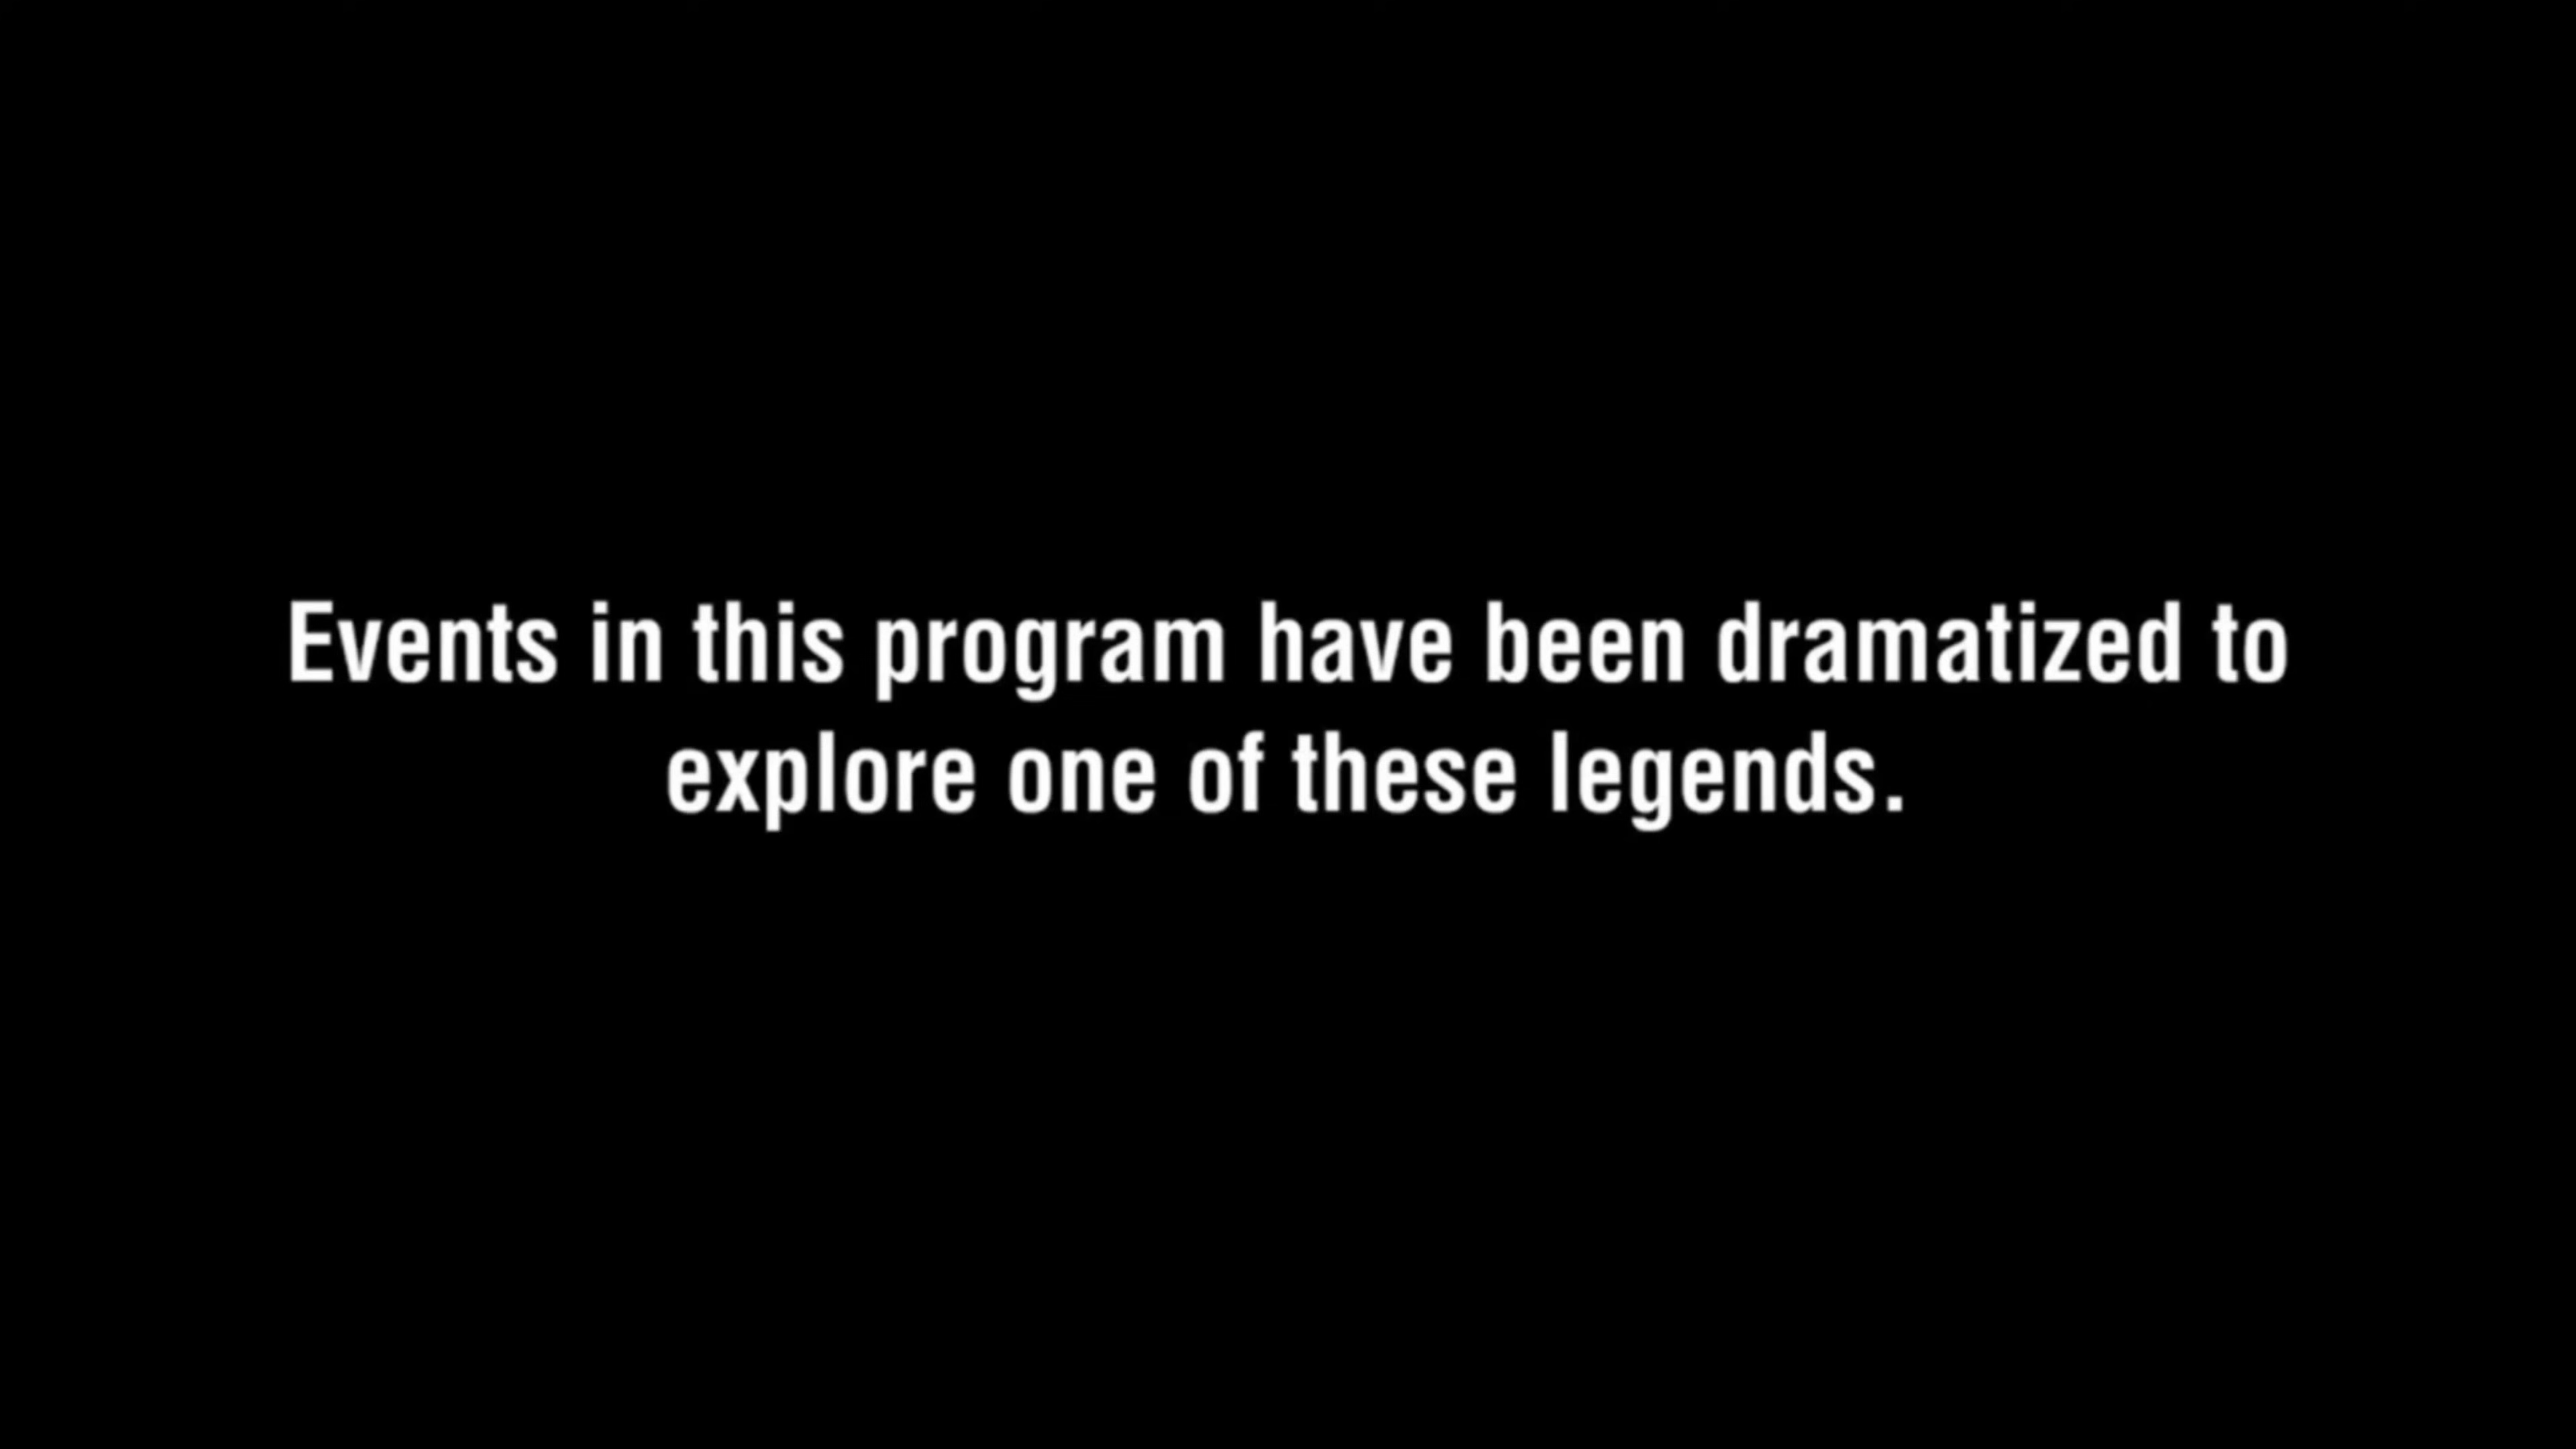 Events in this program have been dramatized to
explore one of these legends.